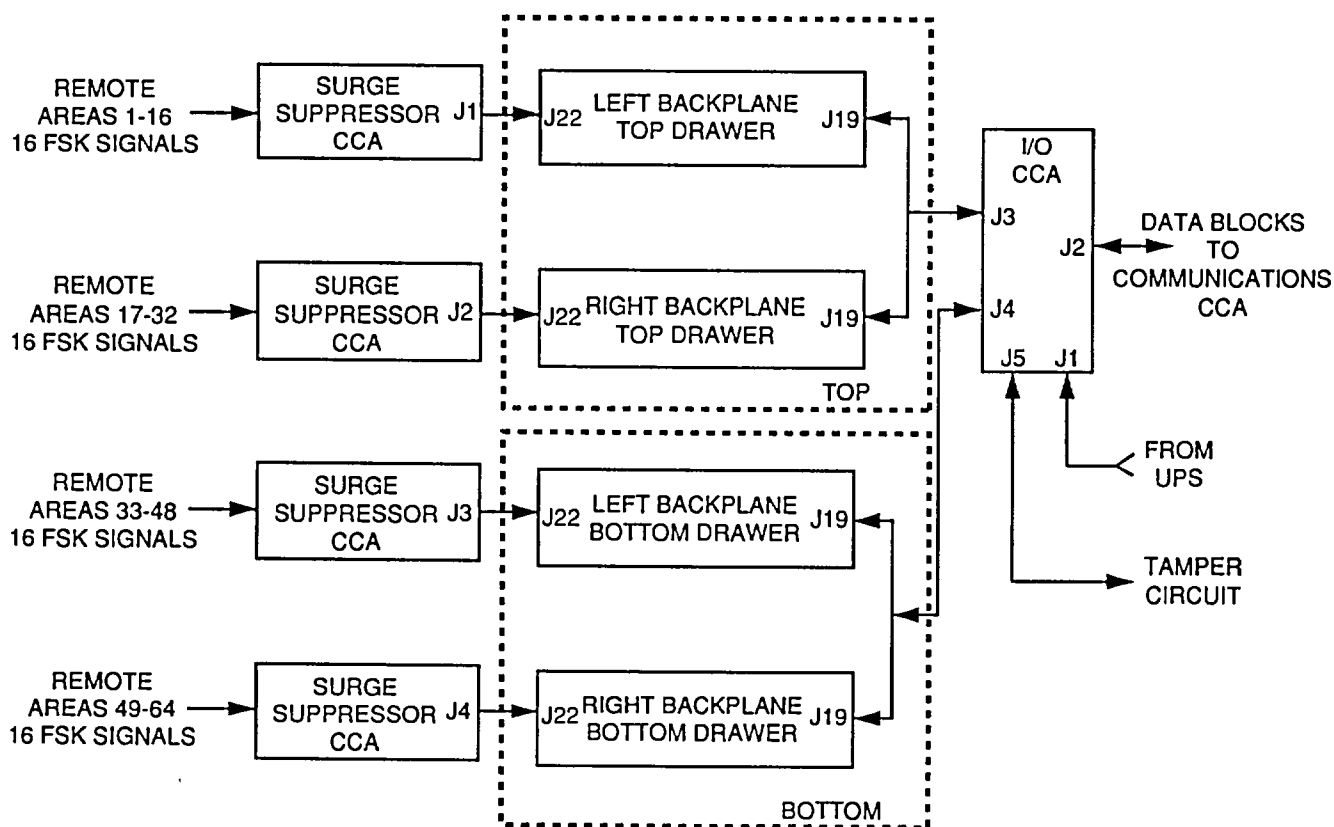 REMOTE
AREAS 1-16
16 FSK SIGNALS
SURGE
SUPPRESSOR
CCA
J1
J22
LEFT BACKPLANE
TOP DRAWER
J19
REMOTE
AREAS 17-32
16 FSK SIGNALS
SURGE
SUPPRESSOR
CCA
J2
J22
RIGHT BACKPLANE
TOP DRAWER
J19
TOP
I/O
CCA
J3
J2
J4
J5
J1
DATA BLOCKS
TO
COMMUNICATIONS
CCA
FROM
UPS
TAMPER
CIRCUIT
REMOTE
AREAS 33-48
16 FSK SIGNALS
SURGE
SUPPRESSOR
CCA
J3
J22
LEFT BACKPLANE
BOTTOM DRAWER
J19
REMOTE
AREAS 49-64
16 FSK SIGNALS
SURGE
SUPPRESSOR
CCA
J4
J22
RIGHT BACKPLANE
BOTTOM DRAWER
J19
BOTTOM